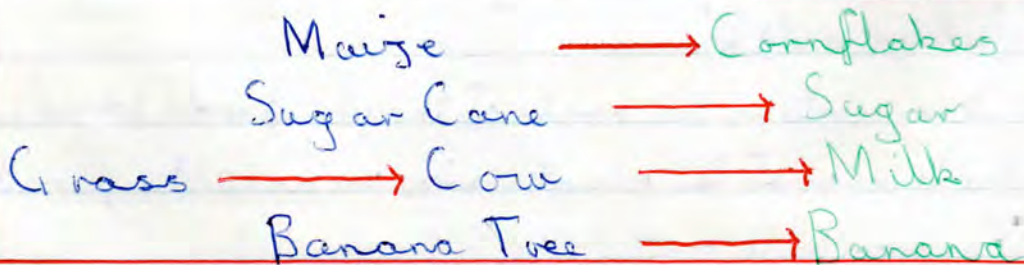 Maize → Cornflakes
Sugar Cane → Sugar
Grass → Cow → Milk
Banana Tree → Banana